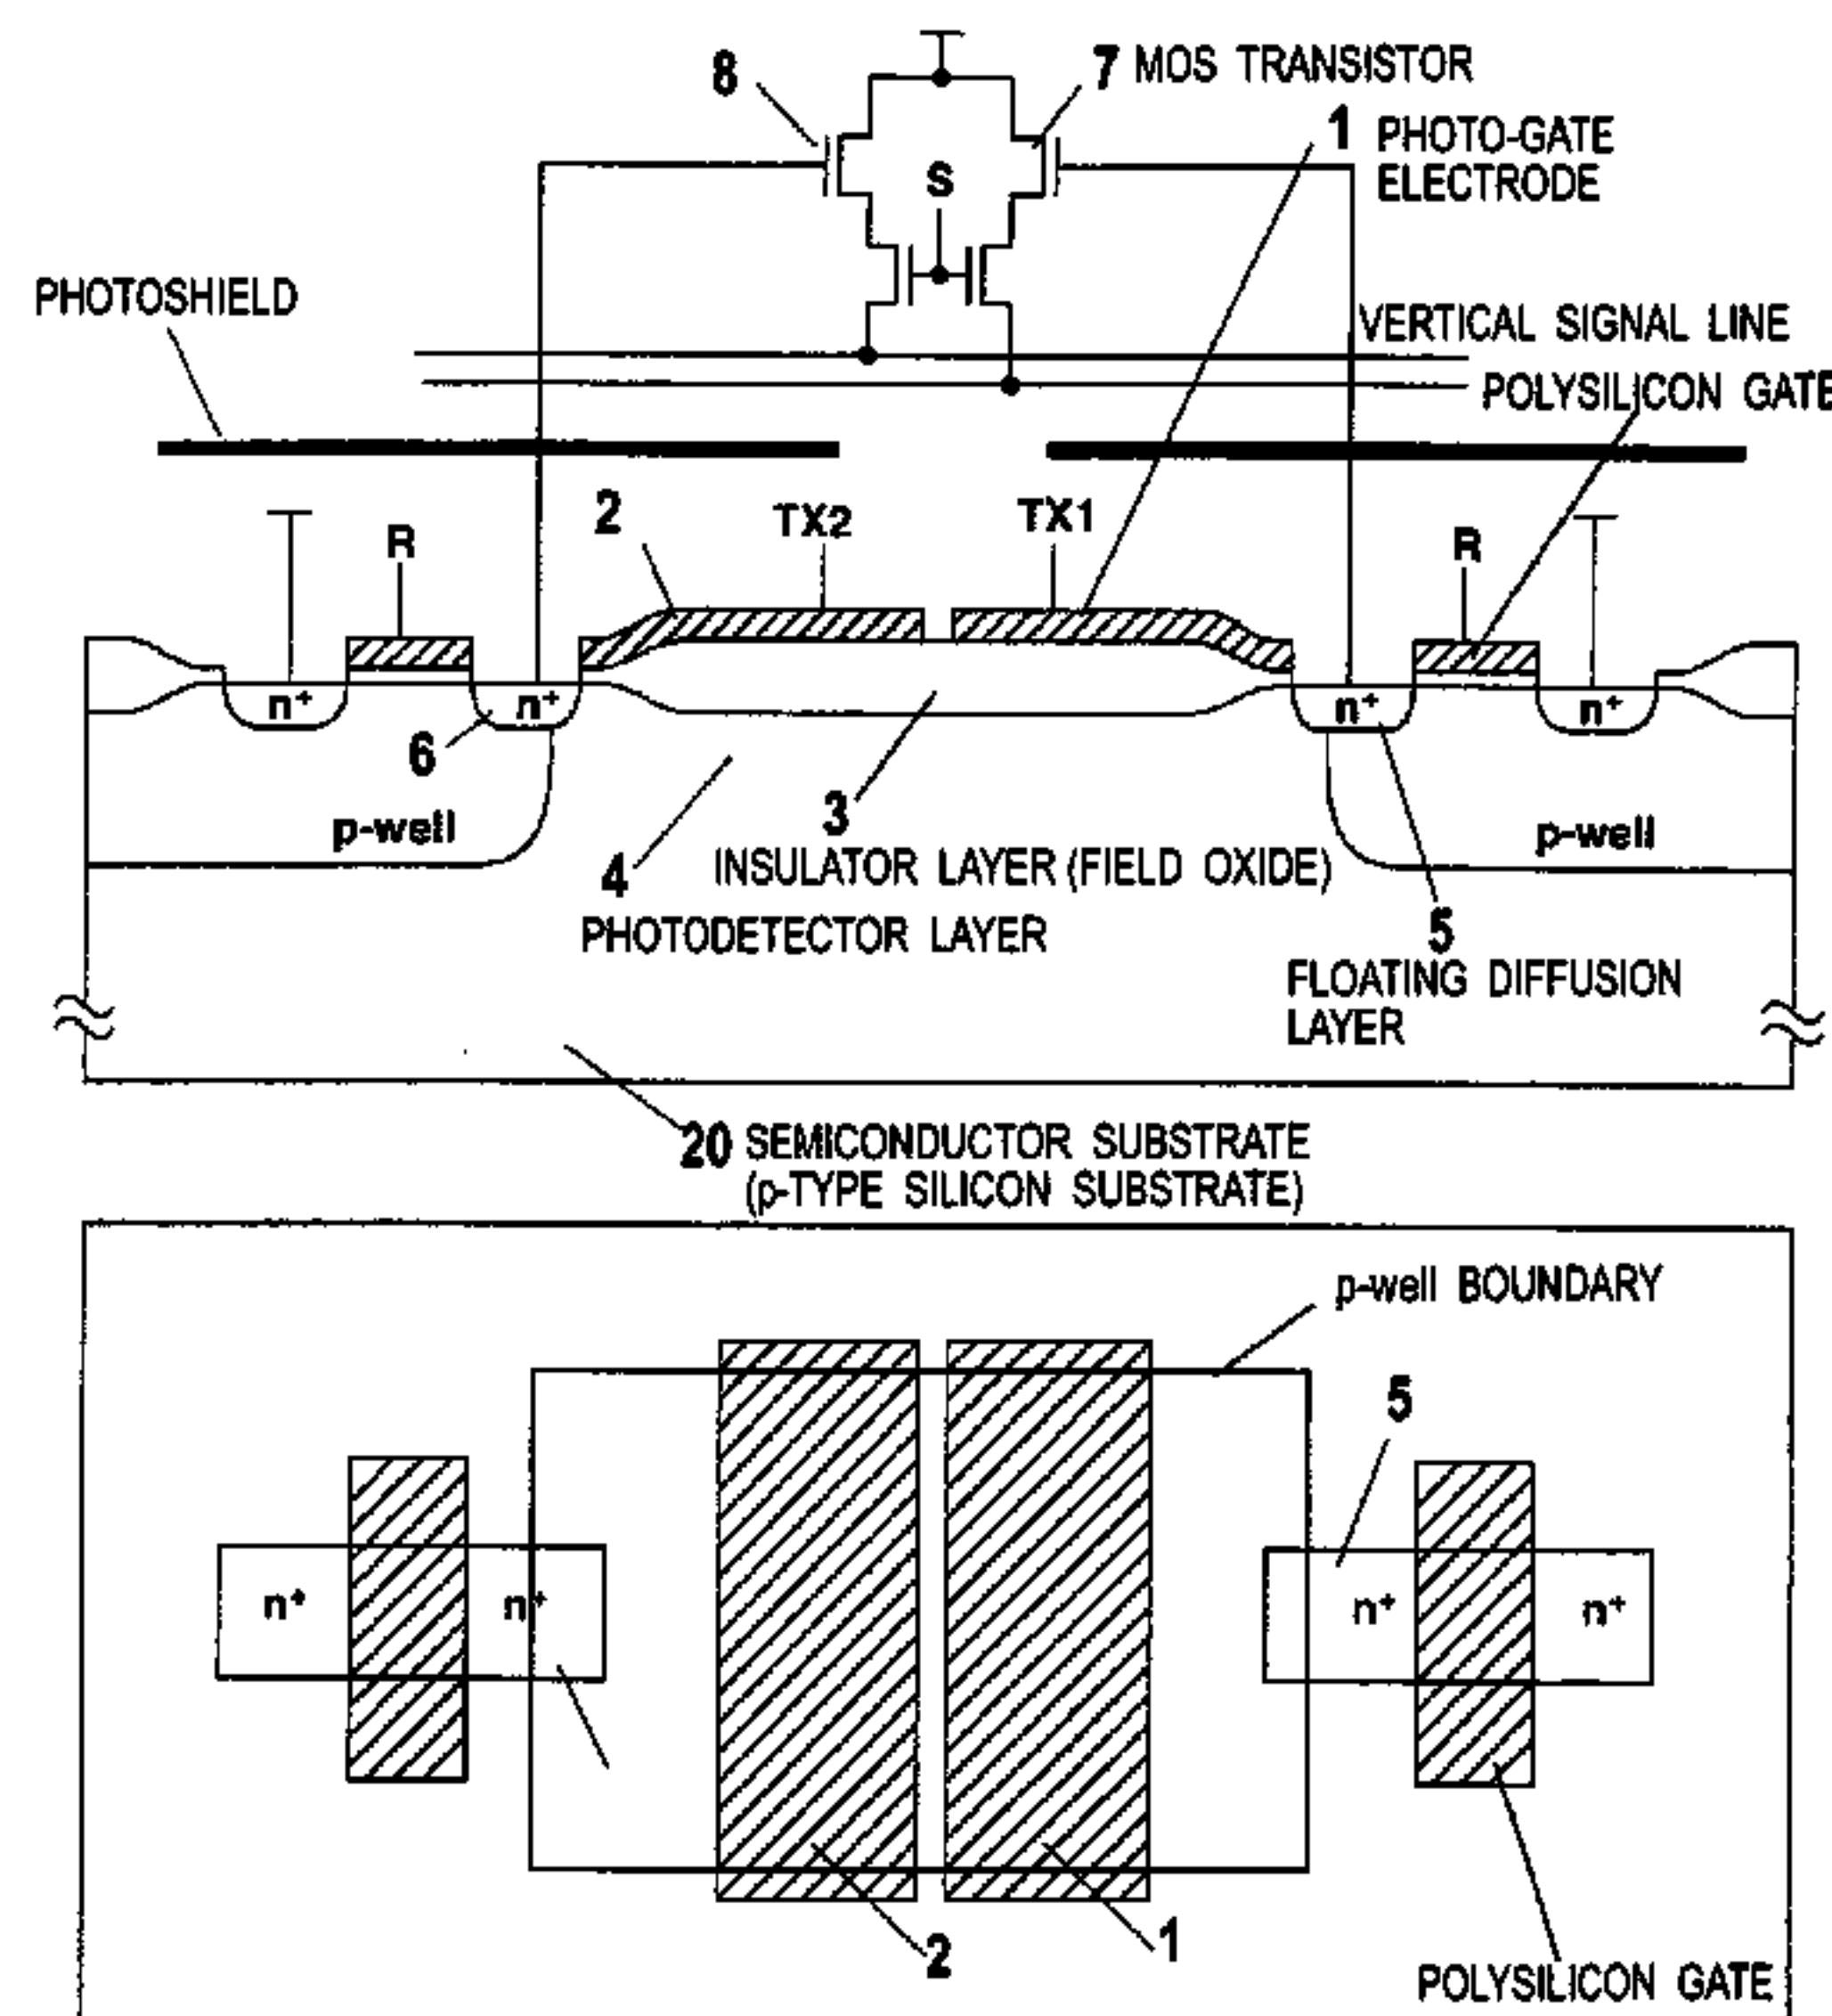 8
7 MOS TRANSISTOR
1 PHOTO-GATE
ELECTRODE
S
PHOTOSHIELD
VERTICAL SIGNAL LINE
POLYSILICON GATE
2
TX2
TX1
R
R
n+
n+
n+
n+
6
p-well
3
p-well
4
INSULATOR LAYER (FIELD OXIDE)
PHOTODETECTOR LAYER
5
FLOATING DIFFUSION
LAYER
20 SEMICONDUCTOR SUBSTRATE
(p-TYPE SILICON SUBSTRATE)
p-well BOUNDARY
5
n+
n+
n+
n+
2
1
POLYSILICON GATE